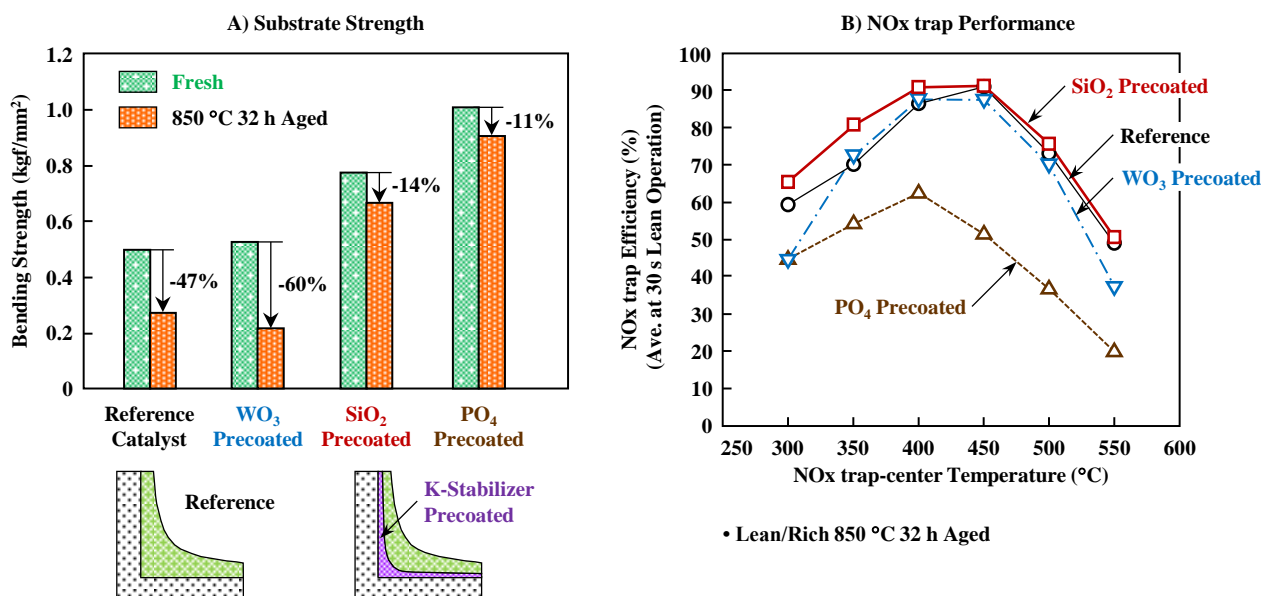 A) Substrate Strength
Bending Strength (kgf/mm²)
1.2
1.0
0.8
0.6
0.4
0.2
0
Fresh
850 °C 32 h Aged
-47%
-60%
-14%
-11%
Reference
Catalyst
WO₃
Precoated
SiO₂
Precoated
PO₄
Precoated
Reference
K-Stabilizer
Precoated
B) NOx trap Performance
NOx trap Efficiency (%)
(Ave. at 30 s Lean Operation)
100
90
80
70
60
50
40
30
20
10
0
SiO₂ Precoated
Reference
WO₃ Precoated
PO₄ Precoated
250 300 350 400 450 500 550 600
NOx trap-center Temperature (°C)
• Lean/Rich 850 °C 32 h Aged